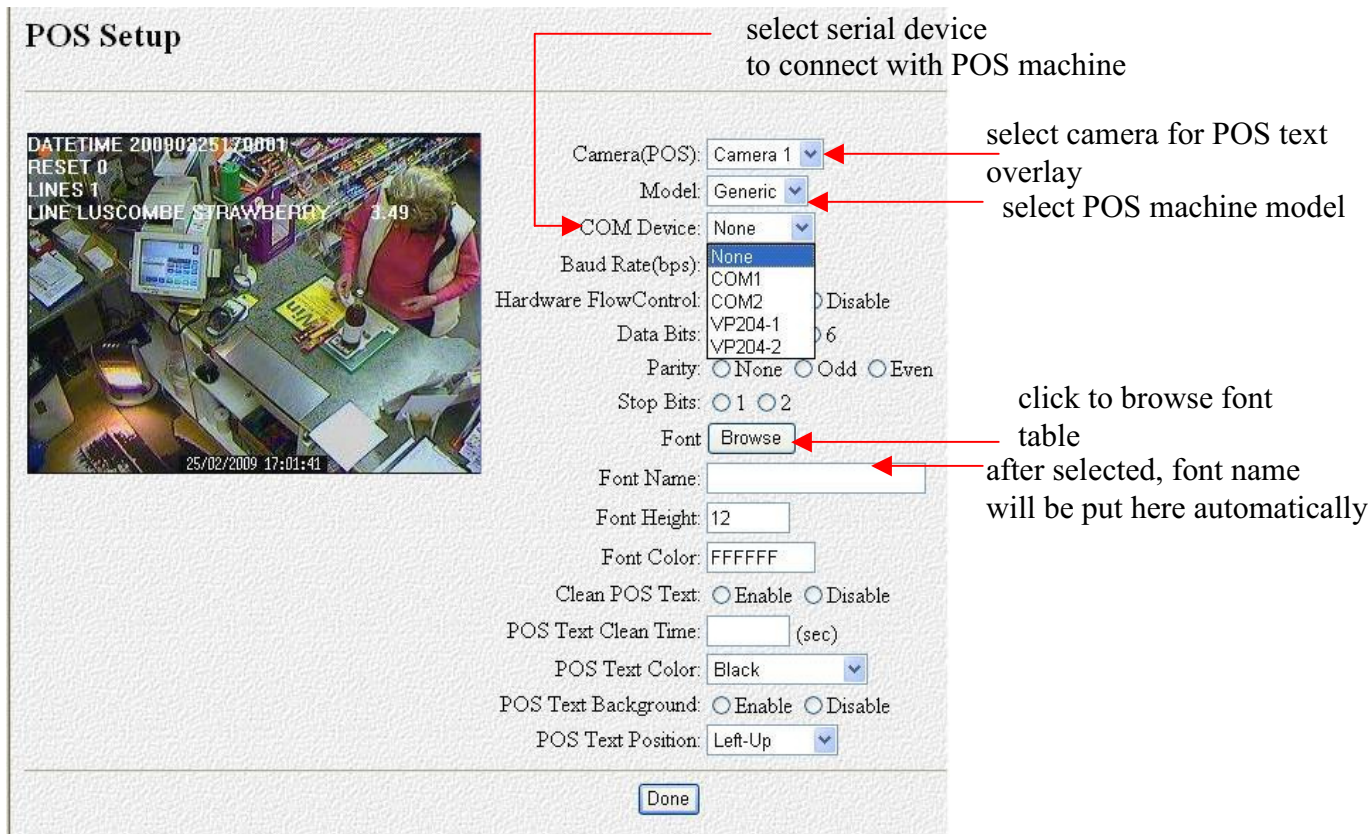 POS Setup
select serial device
to connect with POS machine
DATETIME 20090225170001
RESET 0
LINES 1
LINE LUSCOMBE STRAWBERRY 3.49
25/02/2009 17:01:41
Camera(POS): Camera 1
select camera for POS text
overlay
Model: Generic
select POS machine model
COM Device: None
None
COM1
COM2
VP204-1
VP204-2
Baud Rate(bps):
Hardware FlowControl: Disable
Data Bits: 6
Parity: None Odd Even
Stop Bits: 1 2
Font Browse
click to browse font
table
Font Name:
after selected, font name
will be put here automatically
Font Height: 12
Font Color: FFFFFF
Clean POS Text: Enable Disable
POS Text Clean Time: (sec)
POS Text Color: Black
POS Text Background: Enable Disable
POS Text Position: Left-Up
Done